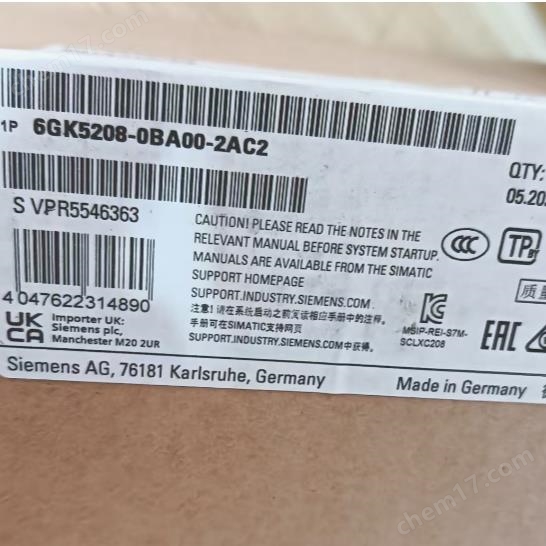 1P 6GK5208-0BA00-2AC2
QTY:
05.20
S VPR5546363
CAUTION! PLEASE READ THE NOTES IN THE
RELEVANT MANUAL BEFORE SYSTEM STARTUP.
MANUALS ARE AVAILABLE FROM THE SIMATIC
SUPPORT HOMEPAGE
SUPPORT.INDUSTRY.SIEMENS.COM.
注意！请在系统启动之前阅读相应手册中的注释。
手册可在SIMATIC支持网页
SUPPORT.INDUSTRY.SIEMENS.COM中获得。
CCC
TP
质量
4 047622314890
MSIP-REI-S7M-
SCLXC208
EAC
UK
CA
Importer UK:
Siemens plc,
Manchester M20 2UR
Siemens AG, 76181 Karlsruhe, Germany
Made in Germany
chem17.com